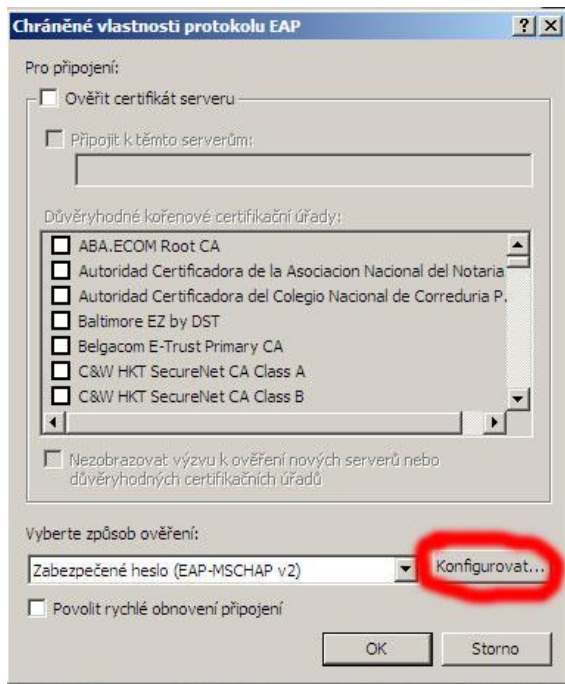 Chráněné vlastnosti protokolu EAP
Pro připojení:
Ověřit certifikát serveru
Připojit k těmto serverům:
Důvěryhodné kořenové certifikační úřady:
ABA.ECOM Root CA
Autoridad Certificadora de la Asociacion Nacional del Notaria
Autoridad Certificadora del Colegio Nacional de Correduria P.
Baltimore EZ by DST
Belgacom E-Trust Primary CA
C&W HKT SecureNet CA Class A
C&W HKT SecureNet CA Class B
Nezobrazovat výzvu k ověření nových serverů nebo
důvěryhodných certifikačních úřadů
Vyberte způsob ověření:
Zabezpečené heslo (EAP-MSCHAP v2) Konfigurovat...
Povolit rychlé obnovení připojení
OK Storno